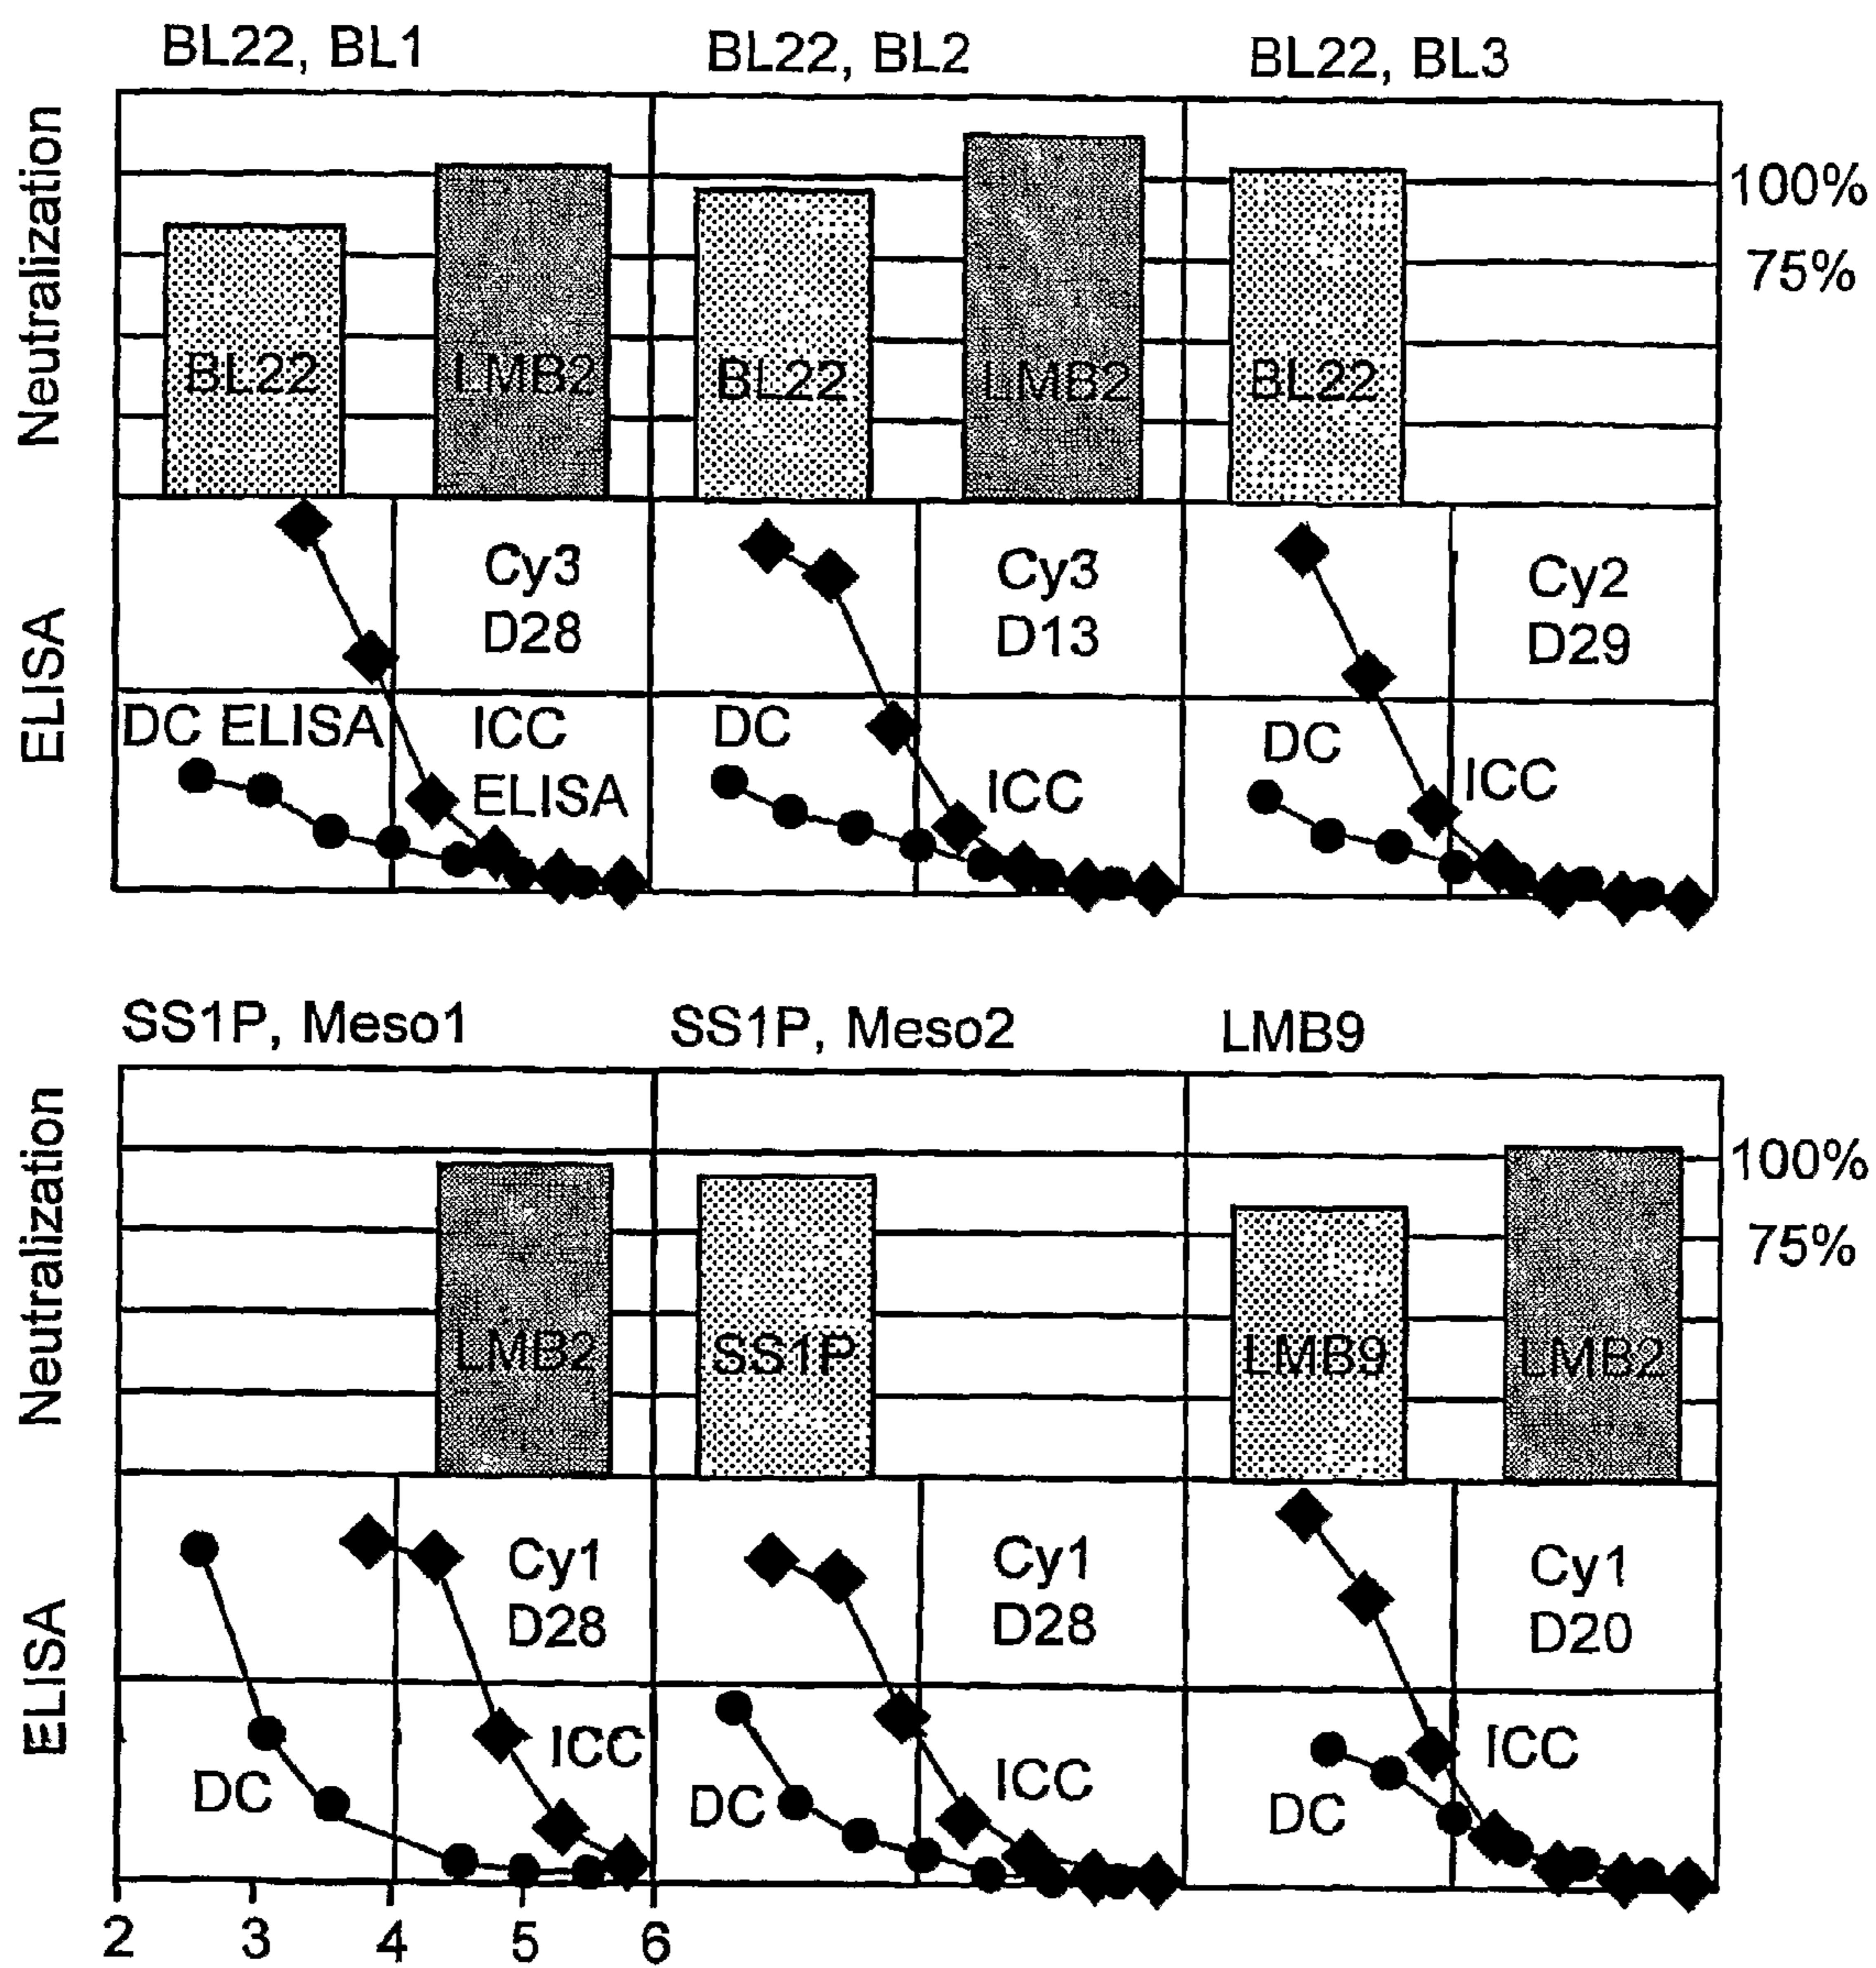 BL22, BL1
BL22, BL2
BL22, BL3
Neutralization
100%
75%
BL22
LMB2
BL22
LMB2
BL22
ELISA
Cy3
D28
Cy3
D13
Cy2
D29
DC ELISA
ICC
ELISA
DC
ICC
DC
ICC
SS1P, Meso1
SS1P, Meso2
LMB9
Neutralization
100%
75%
LMB2
SS1P
LMB9
LMB2
ELISA
Cy1
D28
Cy1
D28
Cy1
D20
DC
ICC
DC
ICC
DC
ICC
2 3 4 5 6